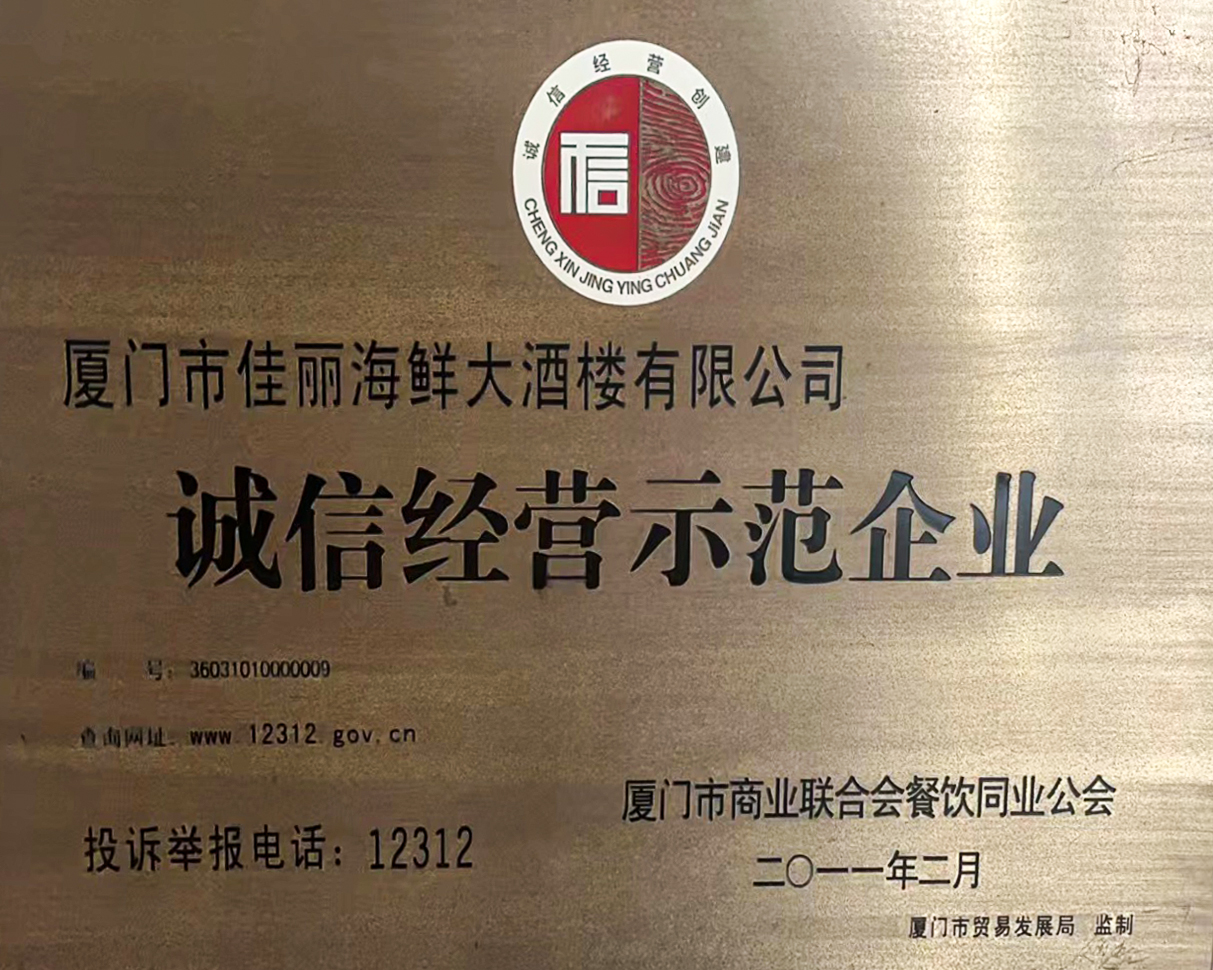 诚信经营创建
信
CHENG XIN JING YING CHUANG JIAN
厦门市佳丽海鲜大酒楼有限公司
诚信经营示范企业
编 号：36031010000009
查询网址：www.12312.gov.cn
投诉举报电话：12312
厦门市商业联合会餐饮同业公会
二〇一一年二月
厦门市贸易发展局 监制